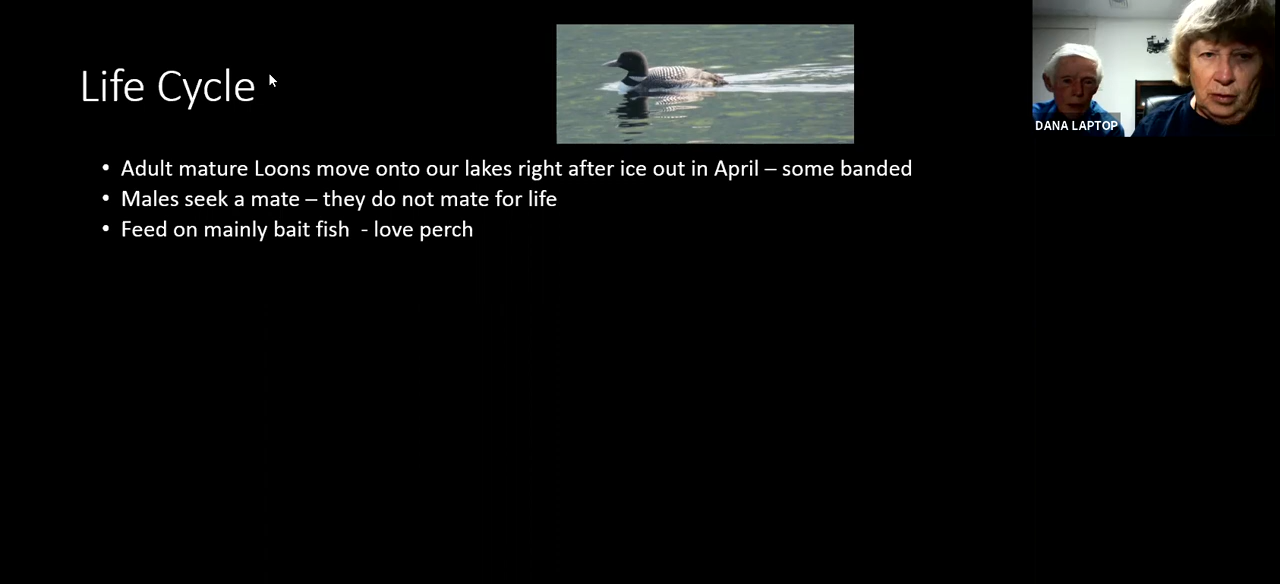 Life Cycle
DANA LAPTOP
• Adult mature Loons move onto our lakes right after ice out in April – some banded
• Males seek a mate – they do not mate for life
• Feed on mainly bait fish  - love perch